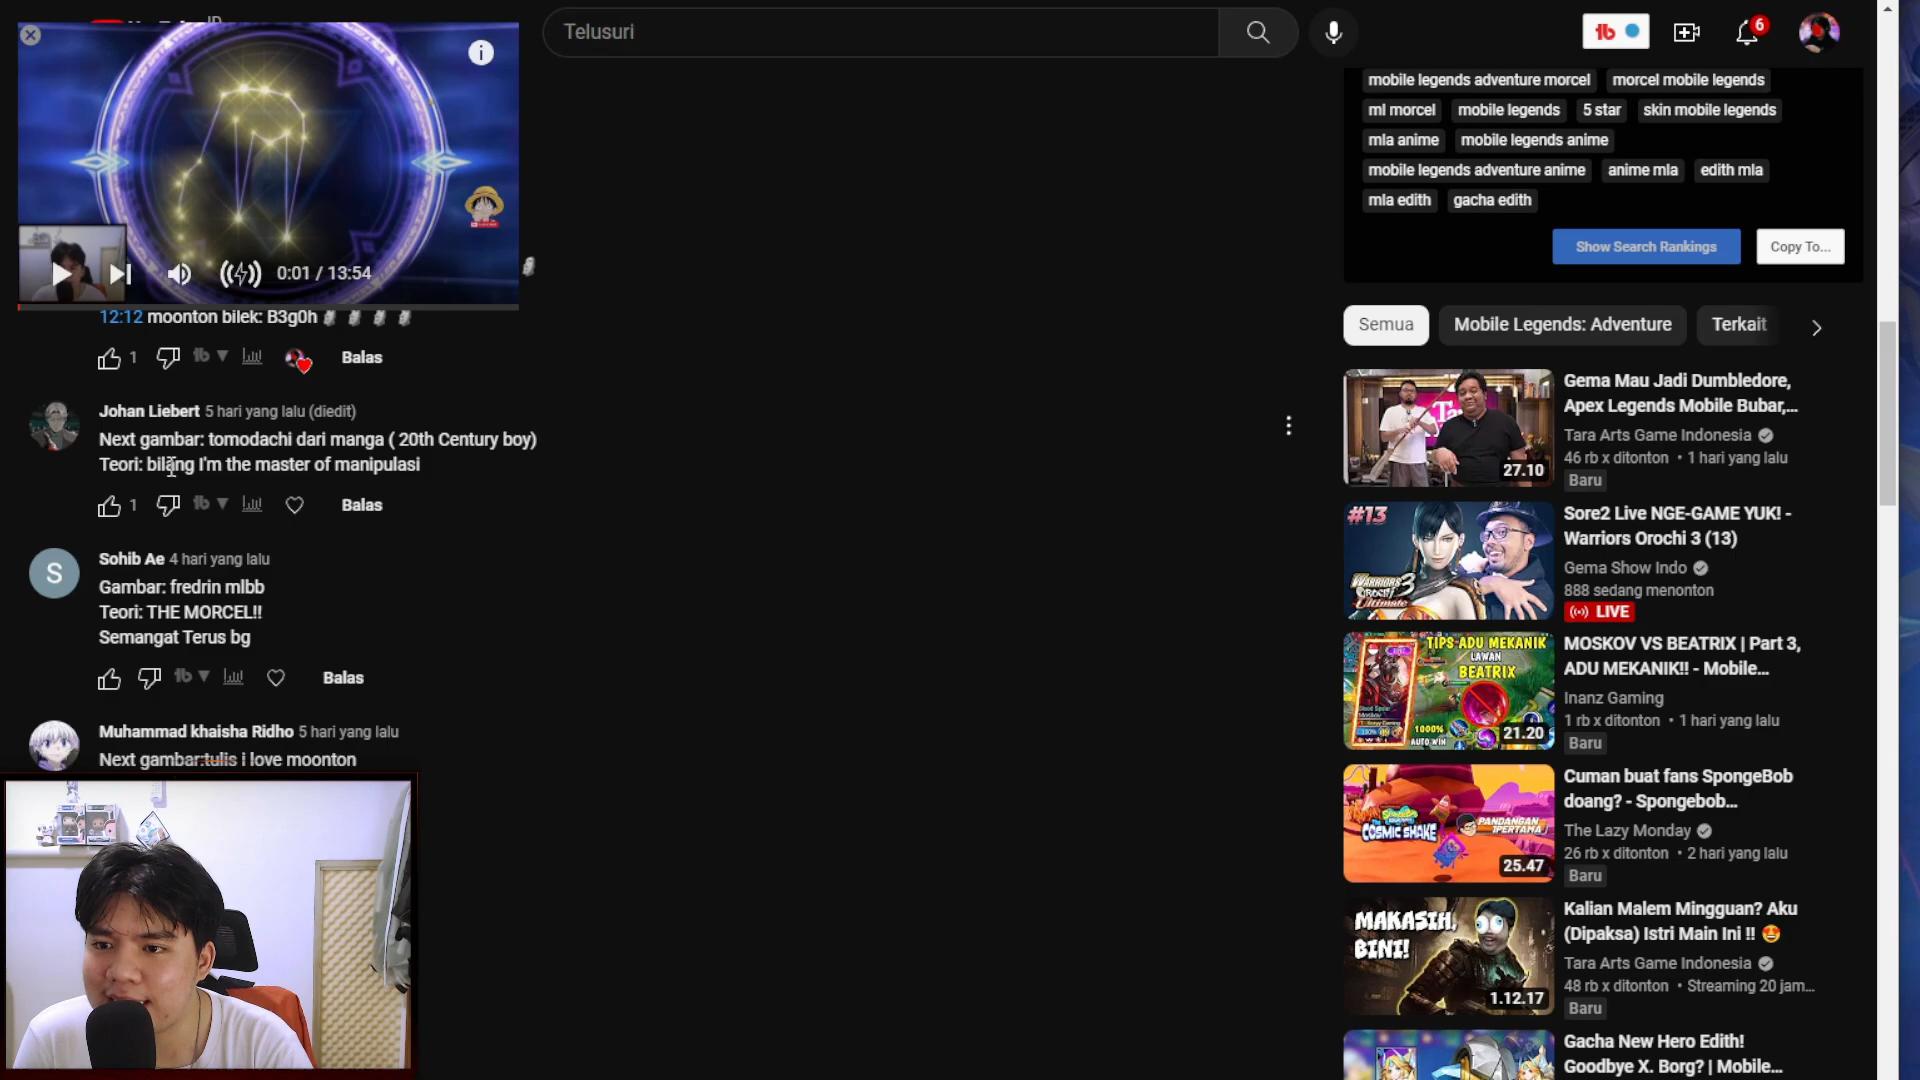 Telusuri
6
0:01 / 13:54
12:12 moonton bilek: B3g0h
1
Balas
Johan Liebert 5 hari yang lalu (diedit)
Next gambar: tomodachi dari manga ( 20th Century boy)
Teori: bilang I'm the master of manipulasi
1
Balas
Sohib Ae 4 hari yang lalu
S
Gambar: fredrin mlbb
Teori: THE MORCEL!!
Semangat Terus bg
Balas
Muhammad khaisha Ridho 5 hari yang lalu
Next gambar:tulis i love moonton
mobile legends adventure morcel
morcel mobile legends
ml morcel
mobile legends
5 star
skin mobile legends
mla anime
mobile legends anime
mobile legends adventure anime
anime mla
edith mla
mla edith
gacha edith
Show Search Rankings
Copy To...
Semua
Mobile Legends: Adventure
Terkait
27.10
Gema Mau Jadi Dumbledore,
Apex Legends Mobile Bubar,...
Tara Arts Game Indonesia
46 rb x ditonton • 1 hari yang lalu
Baru
#13
WARRIORS OROCHI 3
Ultimate
Sore2 Live NGE-GAME YUK! -
Warriors Orochi 3 (13)
Gema Show Indo
888 sedang menonton
LIVE
TIPS ADU MEKANIK
LAWAN
BEATRIX
1000%
AUTO WIN
21.20
MOSKOV VS BEATRIX | Part 3,
ADU MEKANIK!! - Mobile...
Inanz Gaming
1 rb x ditonton • 1 hari yang lalu
Baru
COSMIC SHAKE
PANDANGAN
PERTAMA
25.47
Cuman buat fans SpongeBob
doang? - Spongebob...
The Lazy Monday
26 rb x ditonton • 2 hari yang lalu
Baru
MAKASIH,
BINI!
1.12.17
Kalian Malem Mingguan? Aku
(Dipaksa) Istri Main Ini !! 🤩
Tara Arts Game Indonesia
48 rb x ditonton • Streaming 20 jam...
Baru
Gacha New Hero Edith!
Goodbye X. Borg? | Mobile...